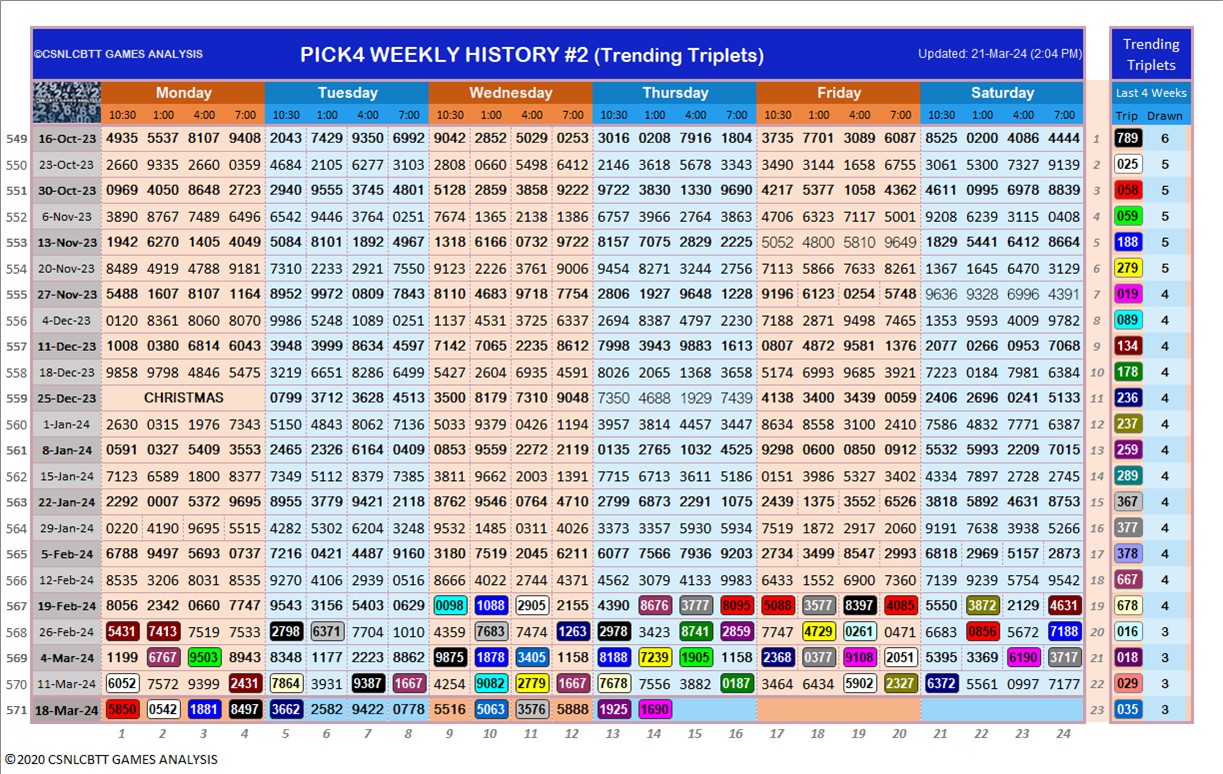 ©CSNLCBTT GAMES ANALYSIS PICK4 WEEKLY HISTORY #2 (Trending Triplets) Updated: 21-Mar-24 (2:04 PM) Trending
Triplets
Monday Tuesday Wednesday Thursday Friday Saturday Last 4 Weeks
10:30 1:00 4:00 7:00 10:30 1:00 4:00 7:00 10:30 1:00 4:00 7:00 10:30 1:00 4:00 7:00 10:30 1:00 4:00 7:00 10:30 1:00 4:00 7:00 Trip Drawn
549 16-Oct-23 4935 5537 8107 9408 2043 7429 9350 6992 9042 2852 5029 0253 3016 0208 7916 1804 3735 7701 3089 6087 8525 0200 4086 4444 1 789 6
550 23-Oct-23 2660 9335 2660 0359 4684 2105 6277 3103 2808 0660 5498 6412 2146 3618 5678 3343 3490 3144 1658 6755 3061 5300 7327 9139 2 025 5
551 30-Oct-23 0969 4050 8648 2723 2940 9555 3745 4801 5128 2859 3858 9222 9722 3830 1330 9690 4217 5377 1058 4362 4611 0995 6978 8839 3 058 5
552 6-Nov-23 3890 8767 7489 6496 6542 9446 3764 0251 7674 1365 2138 1386 6757 3966 2764 3863 4706 6323 7117 5001 9208 6239 3115 0408 4 059 5
553 13-Nov-23 1942 6270 1405 4049 5084 8101 1892 4967 1318 6166 0732 9722 8157 7075 2829 2225 5052 4800 5810 9649 1829 5441 6412 8664 5 188 5
554 20-Nov-23 8489 4919 4788 9181 7310 2233 2921 7550 9123 2226 3761 9006 9454 8271 3244 2756 7113 5866 7633 8261 1367 1645 6470 3129 6 279 5
555 27-Nov-23 5488 1607 8107 1164 8952 9972 0809 7843 8110 4683 9718 7754 2806 1927 9648 1228 9196 6123 0254 5748 9636 9328 6996 4391 7 019 4
556 4-Dec-23 0120 8361 8060 8070 9986 5248 1089 0251 1137 4531 3725 6337 2694 8387 4797 2230 7188 2871 9498 7465 1353 9593 4009 9782 8 089 4
557 11-Dec-23 1008 0380 6814 6043 3948 3999 8634 4597 7142 7065 2235 8612 7998 3943 9883 1613 0807 4872 9581 1376 2077 0266 0953 7068 9 134 4
558 18-Dec-23 9858 9798 4846 5475 3219 6651 8286 6499 5427 2604 6935 4591 8026 2065 1368 3658 5174 6993 9685 3921 7223 0184 7981 6384 10 178 4
559 25-Dec-23 CHRISTMAS 0799 3712 3628 4513 3500 8179 7310 9048 7350 4688 1929 7439 4138 3400 3439 0059 2406 2696 0241 5133 11 236 4
560 1-Jan-24 2630 0315 1976 7343 5150 4843 8062 7136 5033 9379 0426 1194 3957 3814 4457 3447 8634 8558 3100 2410 7586 4832 7771 6387 12 237 4
561 8-Jan-24 0591 0327 5409 3553 2465 2326 6164 0409 0853 9559 2272 2119 0135 2765 1032 4525 9298 0600 0850 0912 5532 5993 2209 7015 13 259 4
562 15-Jan-24 7123 6589 1800 8377 7349 5112 8379 7385 3811 9662 2003 1391 7715 6713 3611 5186 0151 3986 5327 3402 4334 7897 2728 2745 14 289 4
563 22-Jan-24 2292 0007 5372 9695 8955 3779 9421 2118 8762 9546 0764 4710 2799 6873 2291 1075 2439 1375 3552 6526 3818 5892 4631 8753 15 367 4
564 29-Jan-24 0220 4190 9695 5515 4282 5302 6204 3248 9532 1485 0311 4026 3373 3357 5930 5934 7519 1872 2917 2060 9191 7638 3938 5266 16 377 4
565 5-Feb-24 6788 9497 5693 0737 7216 0421 4487 9160 3180 7519 2045 6211 6077 7566 7936 9203 2734 3499 8547 2993 6818 2969 5157 2873 17 378 4
566 12-Feb-24 8535 3206 8031 8535 9270 4106 2939 0516 8666 4022 2744 4371 4562 3079 4133 9983 6433 1552 6900 7360 7139 9239 5754 9542 18 667 4
567 19-Feb-24 8056 2342 0660 7747 9543 3156 5403 0629 0098 1088 2905 2155 4390 8676 3777 8095 5088 3577 8397 4085 5550 3872 2129 4631 19 678 4
568 26-Feb-24 5431 7413 7519 7533 2798 6371 7704 1010 4359 7683 7474 1263 2978 3423 8741 2859 7747 4729 0261 0471 6683 0856 5672 7188 20 016 3
569 4-Mar-24 1199 6767 9503 8943 8348 1177 2223 8862 9875 1878 3405 1158 8188 7239 1905 1158 2368 0377 9108 2051 5395 3369 6190 3717 21 018 3
570 11-Mar-24 6052 7572 9399 2431 7864 3931 9387 1667 4254 9082 2779 1667 7678 7556 3882 0187 3464 6434 5902 2327 6372 5561 0997 7177 22 029 3
571 18-Mar-24 5850 0542 1881 8497 3662 2582 9422 0778 5516 5063 3576 5888 1925 1690 23 035 3
1 2 3 4 5 6 7 8 9 10 11 12 13 14 15 16 17 18 19 20 21 22 23 24
©2020 CSNLCBTT GAMES ANALYSIS